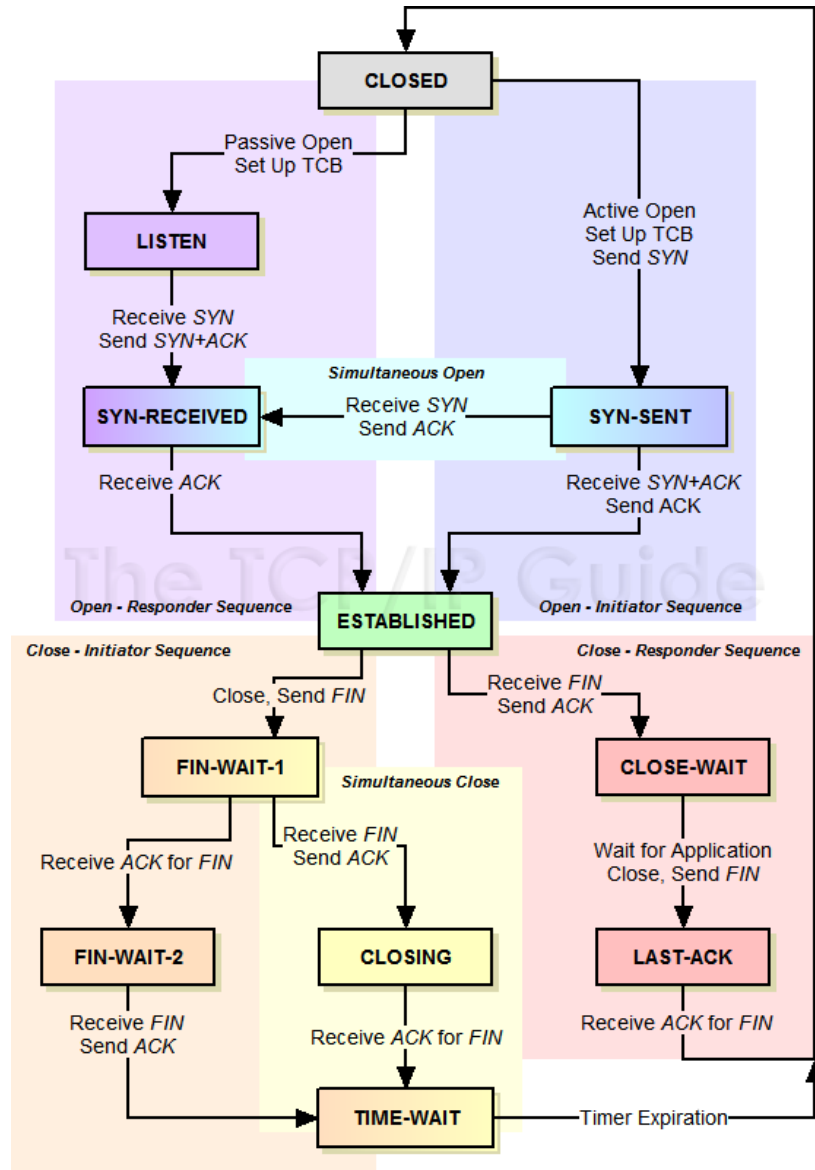 CLOSED
Passive Open
Set Up TCB
LISTEN
Active Open
Set Up TCB
Send SYN
Receive SYN
Send SYN+ACK
Simultaneous Open
SYN-RECEIVED
Receive SYN
Send ACK
SYN-SENT
Receive ACK
Receive SYN+ACK
Send ACK
The TCP/IP Guide
Open - Responder Sequence
ESTABLISHED
Open - Initiator Sequence
Close - Initiator Sequence
Close - Responder Sequence
Close, Send FIN
Receive FIN
Send ACK
FIN-WAIT-1
Simultaneous Close
CLOSE-WAIT
Receive ACK for FIN
Receive FIN
Send ACK
Wait for Application
Close, Send FIN
FIN-WAIT-2
CLOSING
LAST-ACK
Receive FIN
Send ACK
Receive ACK for FIN
Receive ACK for FIN
TIME-WAIT
Timer Expiration